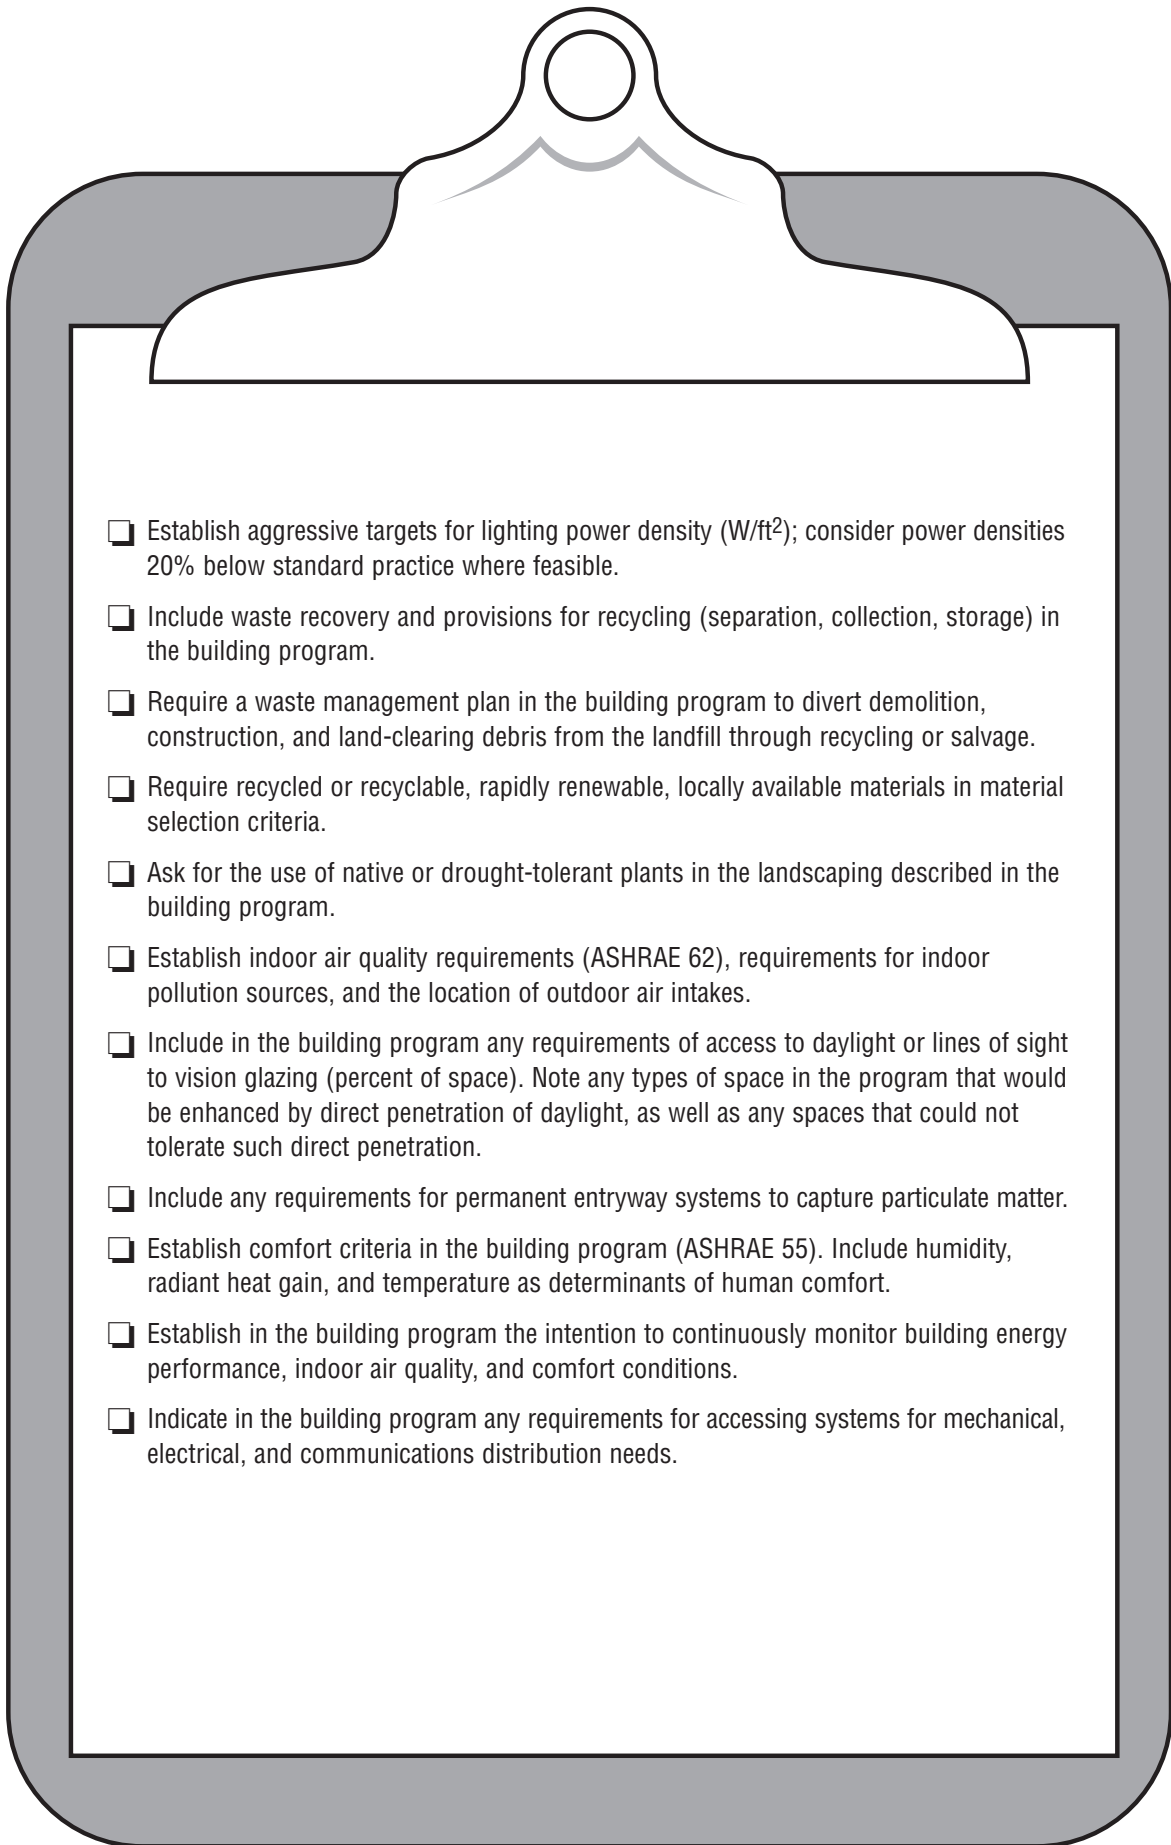 ❏ Establish aggressive targets for lighting power density (W/ft²); consider power densities
20% below standard practice where feasible.
❏ Include waste recovery and provisions for recycling (separation, collection, storage) in
the building program.
❏ Require a waste management plan in the building program to divert demolition,
construction, and land-clearing debris from the landfill through recycling or salvage.
❏ Require recycled or recyclable, rapidly renewable, locally available materials in material
selection criteria.
❏ Ask for the use of native or drought-tolerant plants in the landscaping described in the
building program.
❏ Establish indoor air quality requirements (ASHRAE 62), requirements for indoor
pollution sources, and the location of outdoor air intakes.
❏ Include in the building program any requirements of access to daylight or lines of sight
to vision glazing (percent of space). Note any types of space in the program that would
be enhanced by direct penetration of daylight, as well as any spaces that could not
tolerate such direct penetration.
❏ Include any requirements for permanent entryway systems to capture particulate matter.
❏ Establish comfort criteria in the building program (ASHRAE 55). Include humidity,
radiant heat gain, and temperature as determinants of human comfort.
❏ Establish in the building program the intention to continuously monitor building energy
performance, indoor air quality, and comfort conditions.
❏ Indicate in the building program any requirements for accessing systems for mechanical,
electrical, and communications distribution needs.